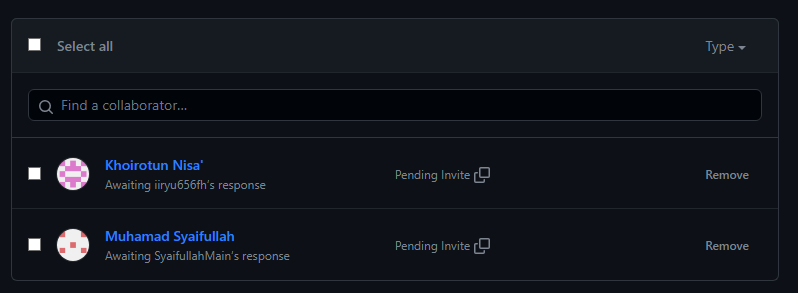 Select all
Type
Find a collaborator...
Khoirotun Nisa'
Awaiting iiryu656fh's response
Pending Invite
Remove
Muhamad Syaifullah
Awaiting SyaifullahMain's response
Pending Invite
Remove